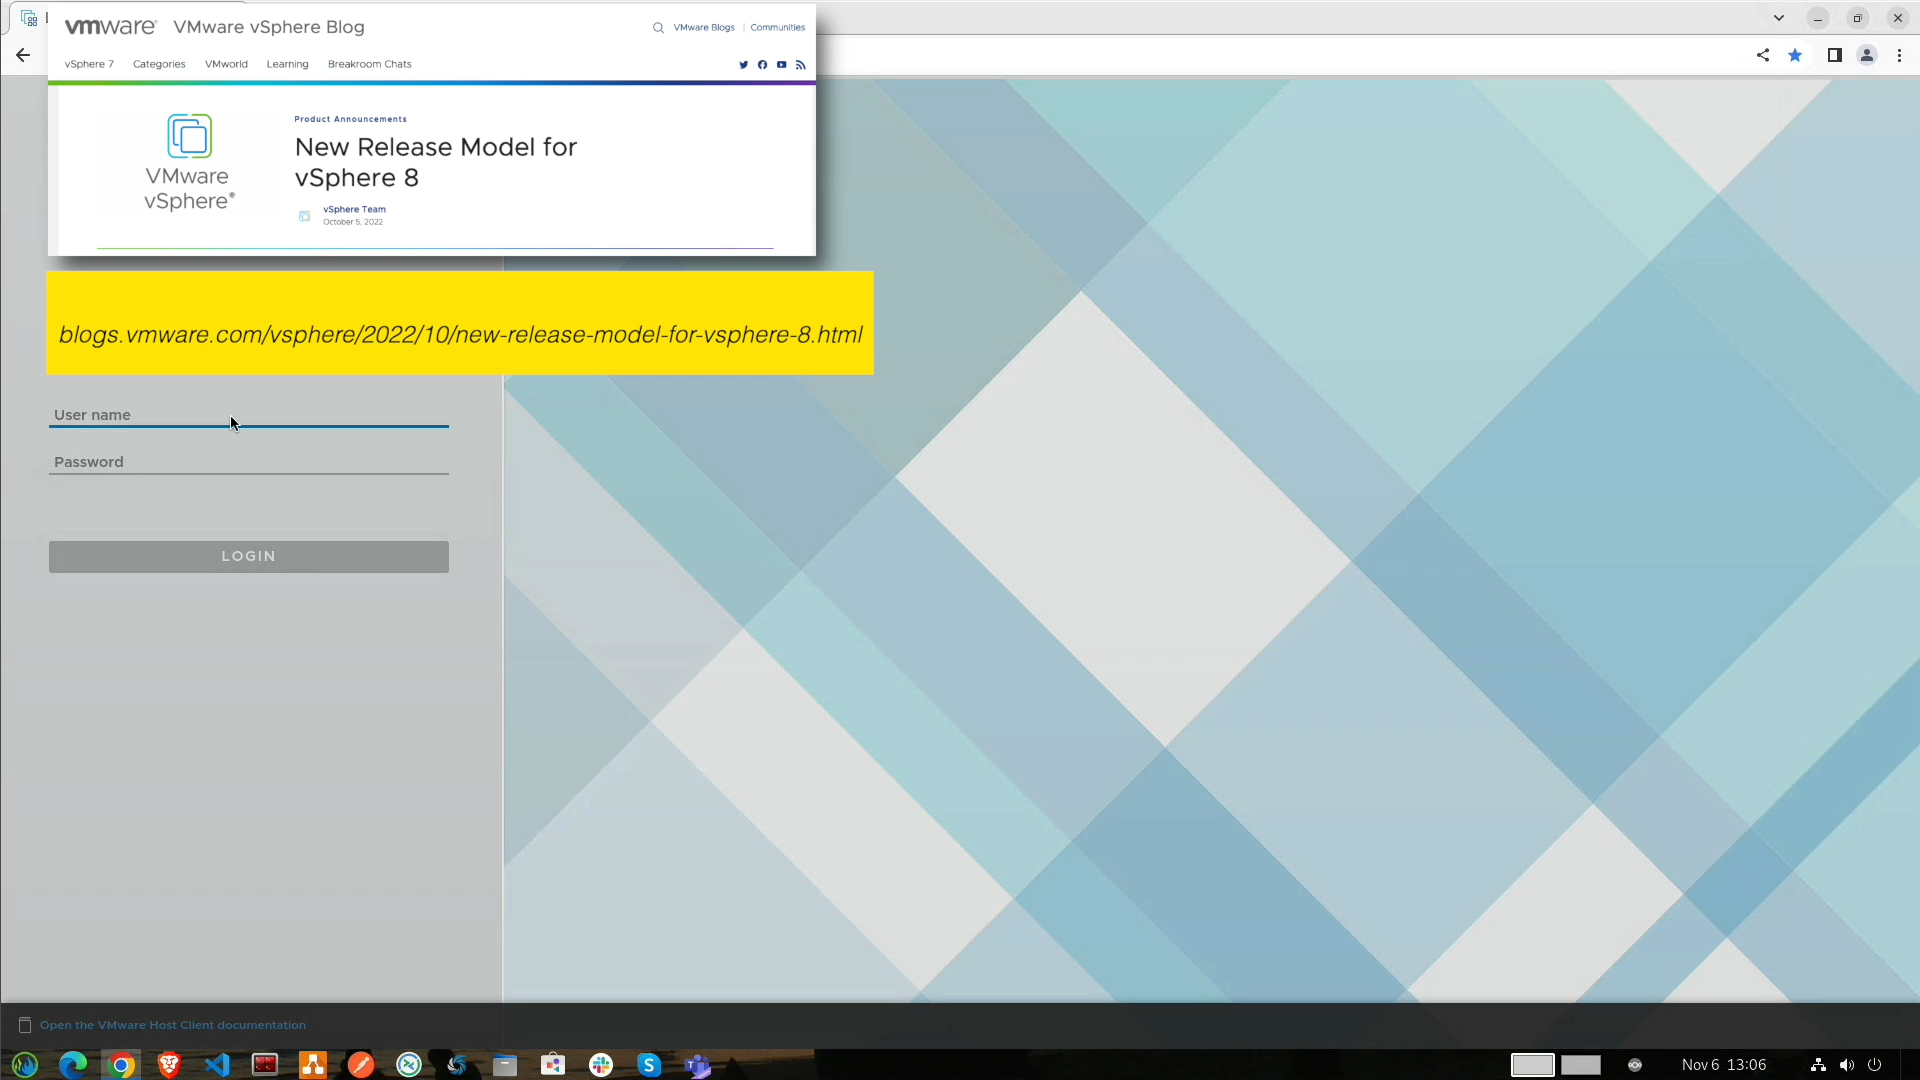 vmware® VMware vSphere Blog
VMware Blogs | Communities
vSphere 7 Categories VMworld Learning Breakroom Chats
VMware
vSphere®
Product Announcements
New Release Model for
vSphere 8
vSphere Team
October 5, 2022
blogs.vmware.com/vsphere/2022/10/new-release-model-for-vsphere-8.html
User name
Password
LOGIN
Open the VMware Host Client documentation
Nov 6 13:06